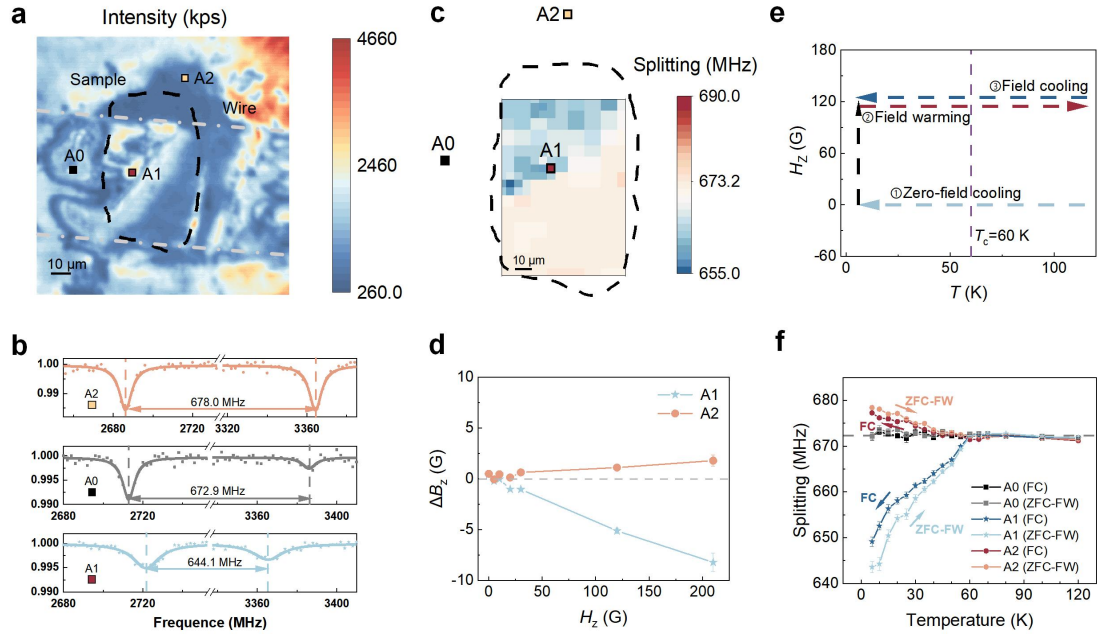 a
Intensity (kps)
Sample
A2
Wire
A0
A1
10 μm
4660
2460
260.0
b
1.00
0.99
678.0 MHz
A2
2680
2720
3320
3360
1.000
0.995
0.990
672.9 MHz
A0
2680
2720
3360
3400
1.000
0.995
0.990
644.1 MHz
A1
2680
2720
3360
3400
Frequence (MHz)
c
A2
Splitting (MHz)
A0
A1
10 μm
690.0
673.2
655.0
d
A1
A2
ΔBz (G)
10
5
0
-5
-10
0
50
100
150
200
Hz (G)
e
Hz (G)
180
120
60
0
-60
③Field cooling
②Field warming
①Zero-field cooling
Tc=60 K
0
50
100
T (K)
f
Splitting (MHz)
680
670
660
650
640
ZFC-FW
FC
FC
ZFC-FW
A0 (FC)
A0 (ZFC-FW)
A1 (FC)
A1 (ZFC-FW)
A2 (FC)
A2 (ZFC-FW)
0
20
40
60
80
100
120
Temperature (K)